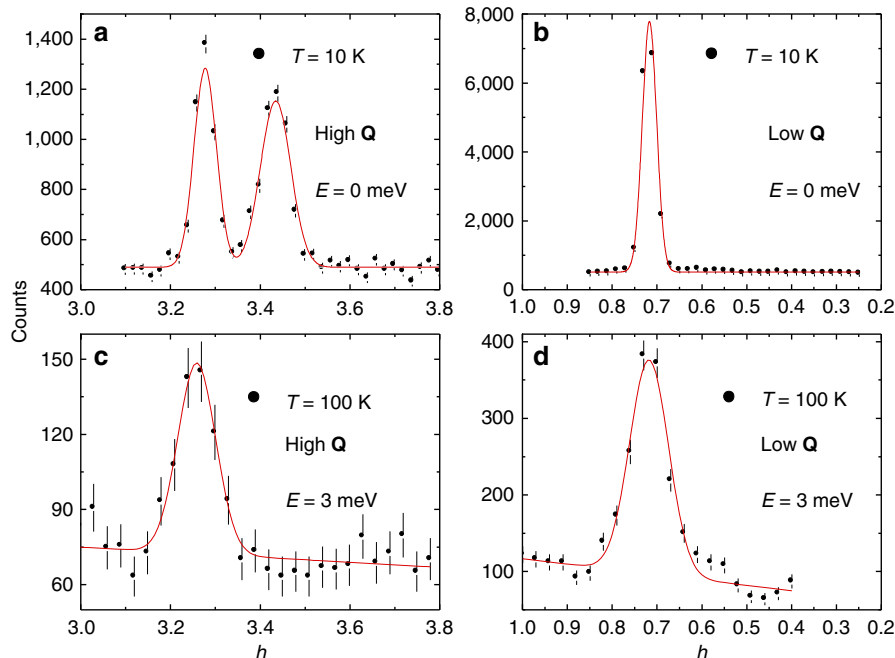 a
T = 10 K
High Q
E = 0 meV
1,400
1,200
1,000
800
600
400
3.0 3.2 3.4 3.6 3.8
b
T = 10 K
Low Q
E = 0 meV
8,000
6,000
4,000
2,000
0
1.0 0.9 0.8 0.7 0.6 0.5 0.4 0.3 0.2
Counts
c
T = 100 K
High Q
E = 3 meV
150
120
90
60
3.0 3.2 3.4 3.6 3.8
h
d
T = 100 K
Low Q
E = 3 meV
400
300
200
100
1.0 0.9 0.8 0.7 0.6 0.5 0.4 0.3 0.2
h